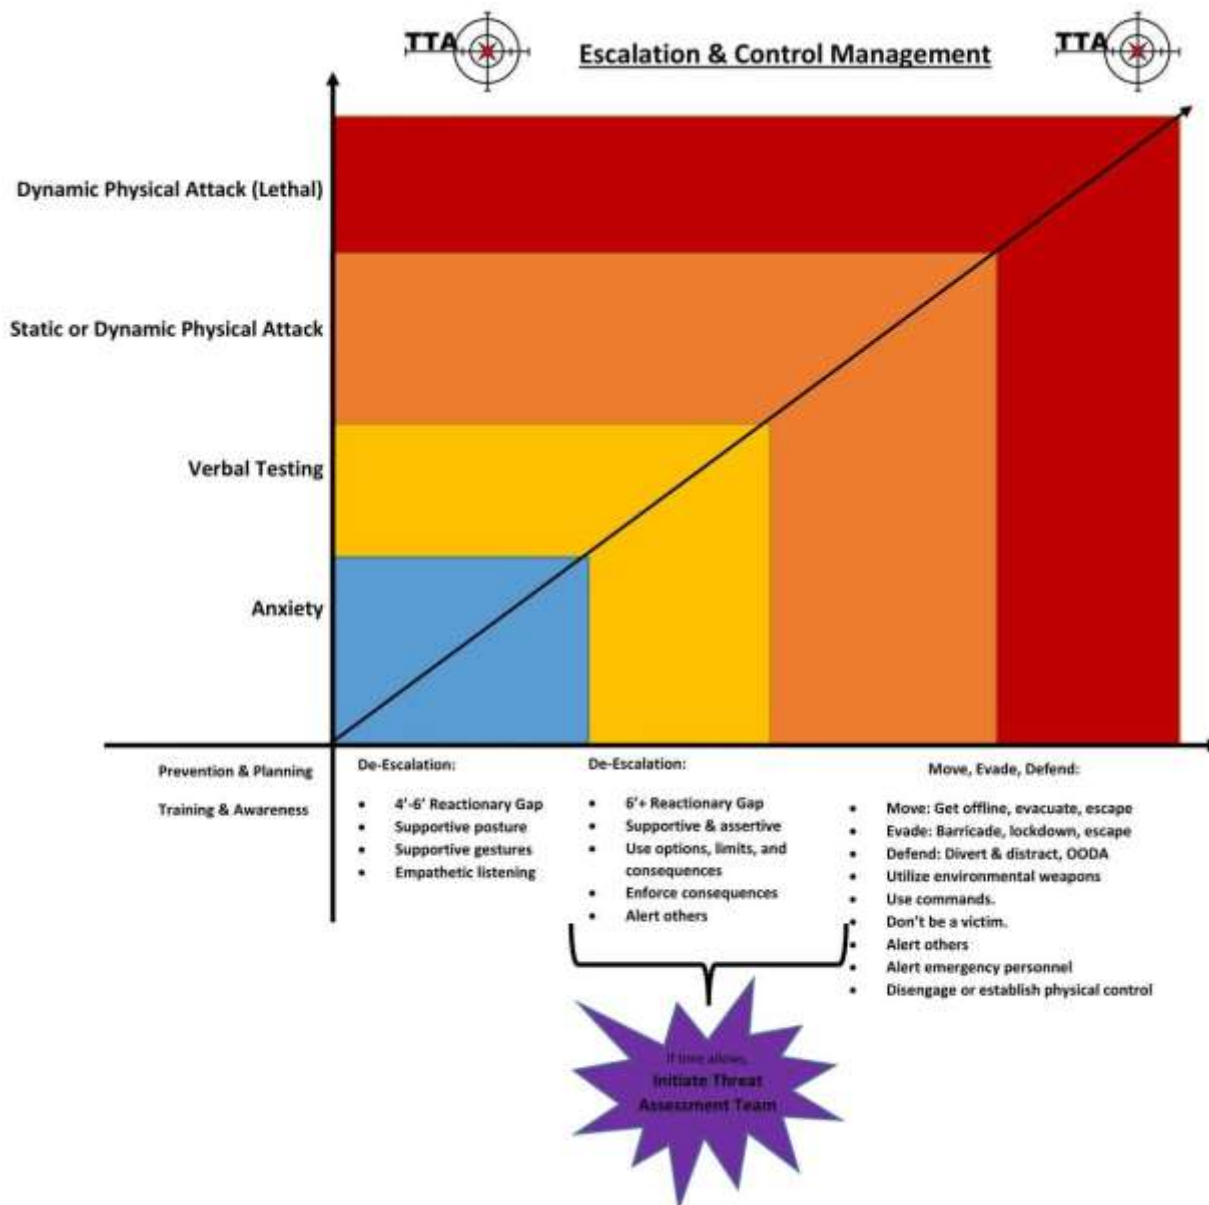 TTA
Escalation & Control Management
TTA
Dynamic Physical Attack (Lethal)
Static or Dynamic Physical Attack
Verbal Testing
Anxiety
Prevention & Planning
Training & Awareness
De-Escalation:
• 4'-6' Reactionary Gap
• Supportive posture
• Supportive gestures
• Empathetic listening
De-Escalation:
• 6'+ Reactionary Gap
• Supportive & assertive
• Use options, limits, and
consequences
• Enforce consequences
• Alert others
Move, Evade, Defend:
• Move: Get offline, evacuate, escape
• Evade: Barricade, lockdown, escape
• Defend: Divert & distract, OODA
• Utilize environmental weapons
• Use commands.
• Don't be a victim.
• Alert others
• Alert emergency personnel
• Disengage or establish physical control
If time allows,
Initiate Threat
Assessment Team